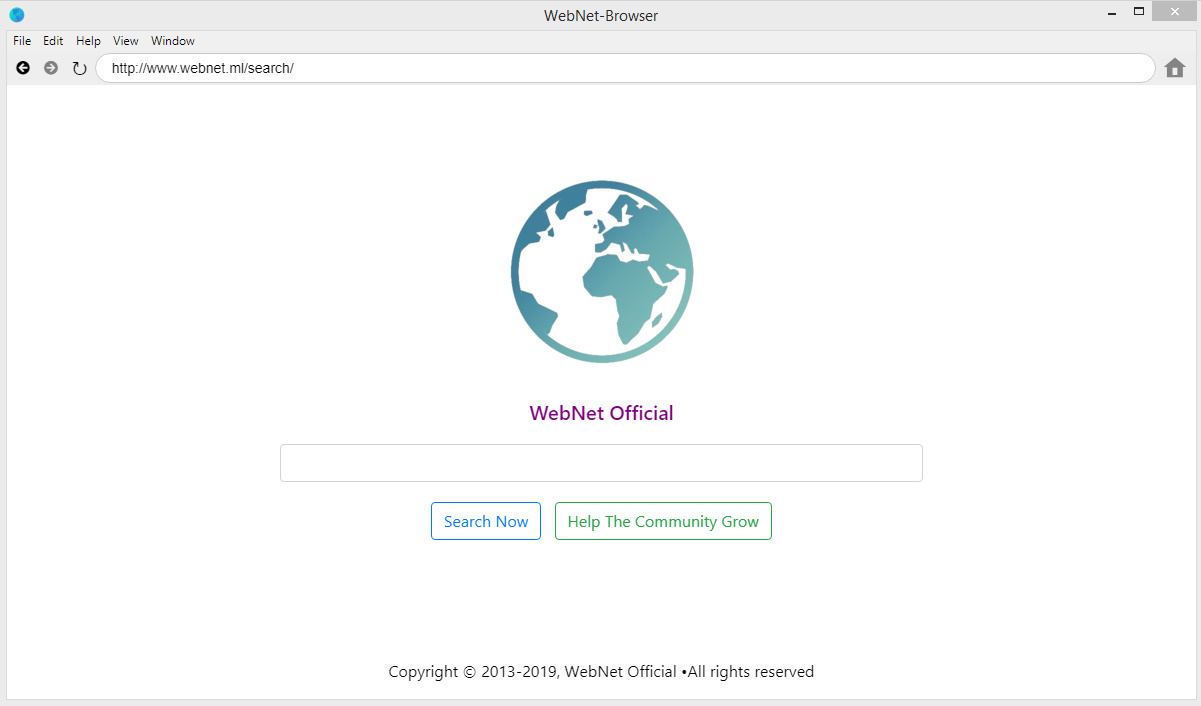 WebNet-Browser
File Edit Help View Window
http://www.webnet.ml/search/
WebNet Official
Search Now Help The Community Grow
Copyright © 2013-2019, WebNet Official •All rights reserved